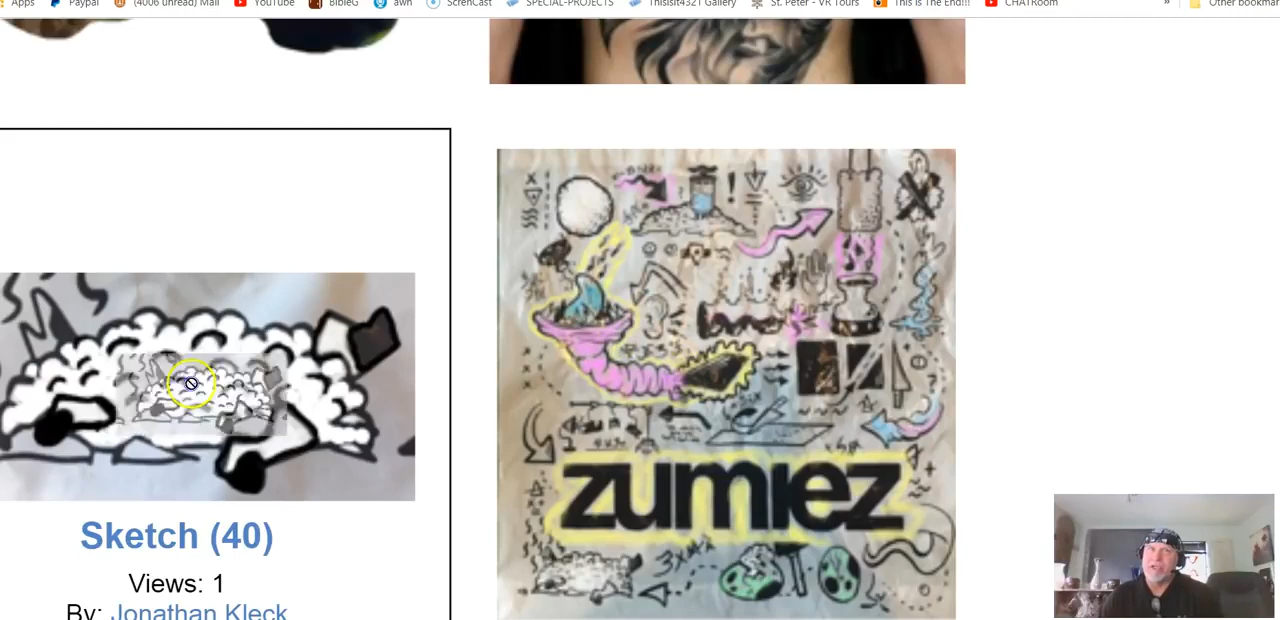 Apps Paypal (4006 unread) Mail YouTube BibleG awn ScrenCast SPECIAL-PROJECTS Thisisit4321 Gallery St. Peter - VR Tours This Is The End!!! CHATRoom » Other bookmar
zumiez
Sketch (40)
Views: 1
By: Jonathan Kleck